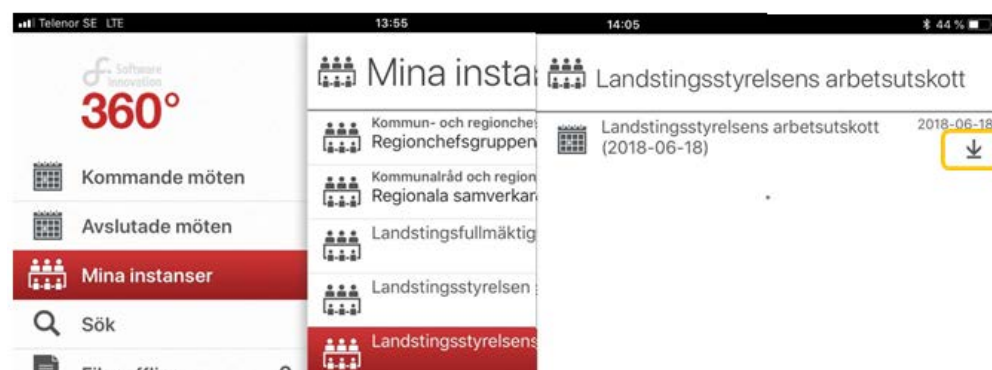 Telenor SE LTE
13:55
14:05
44 %
Software
Innovation
360°
Kommande möten
Avslutade möten
Mina instanser
Sök
Mina insta
Kommun- och regionche
Regionchefsgruppen
Kommunalråd och region
Regionala samverkan
Landstingsfullmäktig
Landstingsstyrelsen
Landstingsstyrelsens
Landstingsstyrelsens arbetsutskott
Landstingsstyrelsens arbetsutskott
(2018-06-18)
2018-06-18